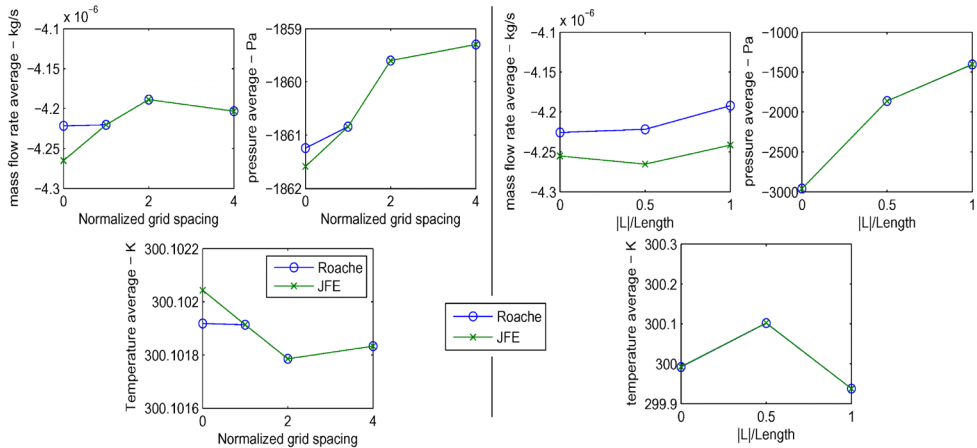 −4.1 × 10⁻⁶
−4.15
−4.2
−4.25
−4.3
mass flow rate average − kg/s
0 2 4
Normalized grid spacing
−1859
−1860
−1861
−1862
pressure average − Pa
0 2 4
Normalized grid spacing
300.1022
300.102
300.1018
300.1016
Temperature average − K
Roache
JFE
0 2 4
Normalized grid spacing
Roache
JFE
−4.1 × 10⁻⁶
−4.15
−4.2
−4.25
−4.3
mass flow rate average − kg/s
0 0.5 1
|L|/Length
−1000
−1500
−2000
−2500
−3000
pressure average − Pa
0 0.5 1
|L|/Length
300.3
300.2
300.1
300
299.9
temperature average − K
0 0.5 1
|L|/Length